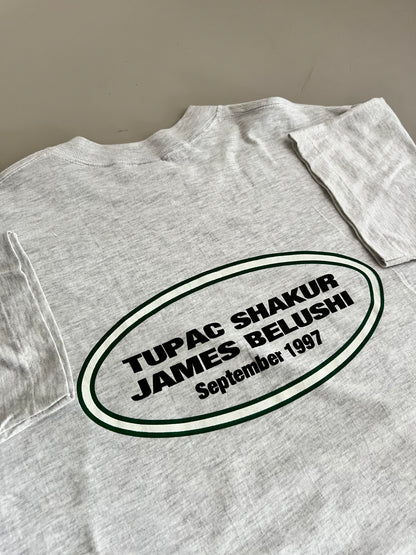 TUPAC SHAKUR
JAMES BELUSHI
September 1997